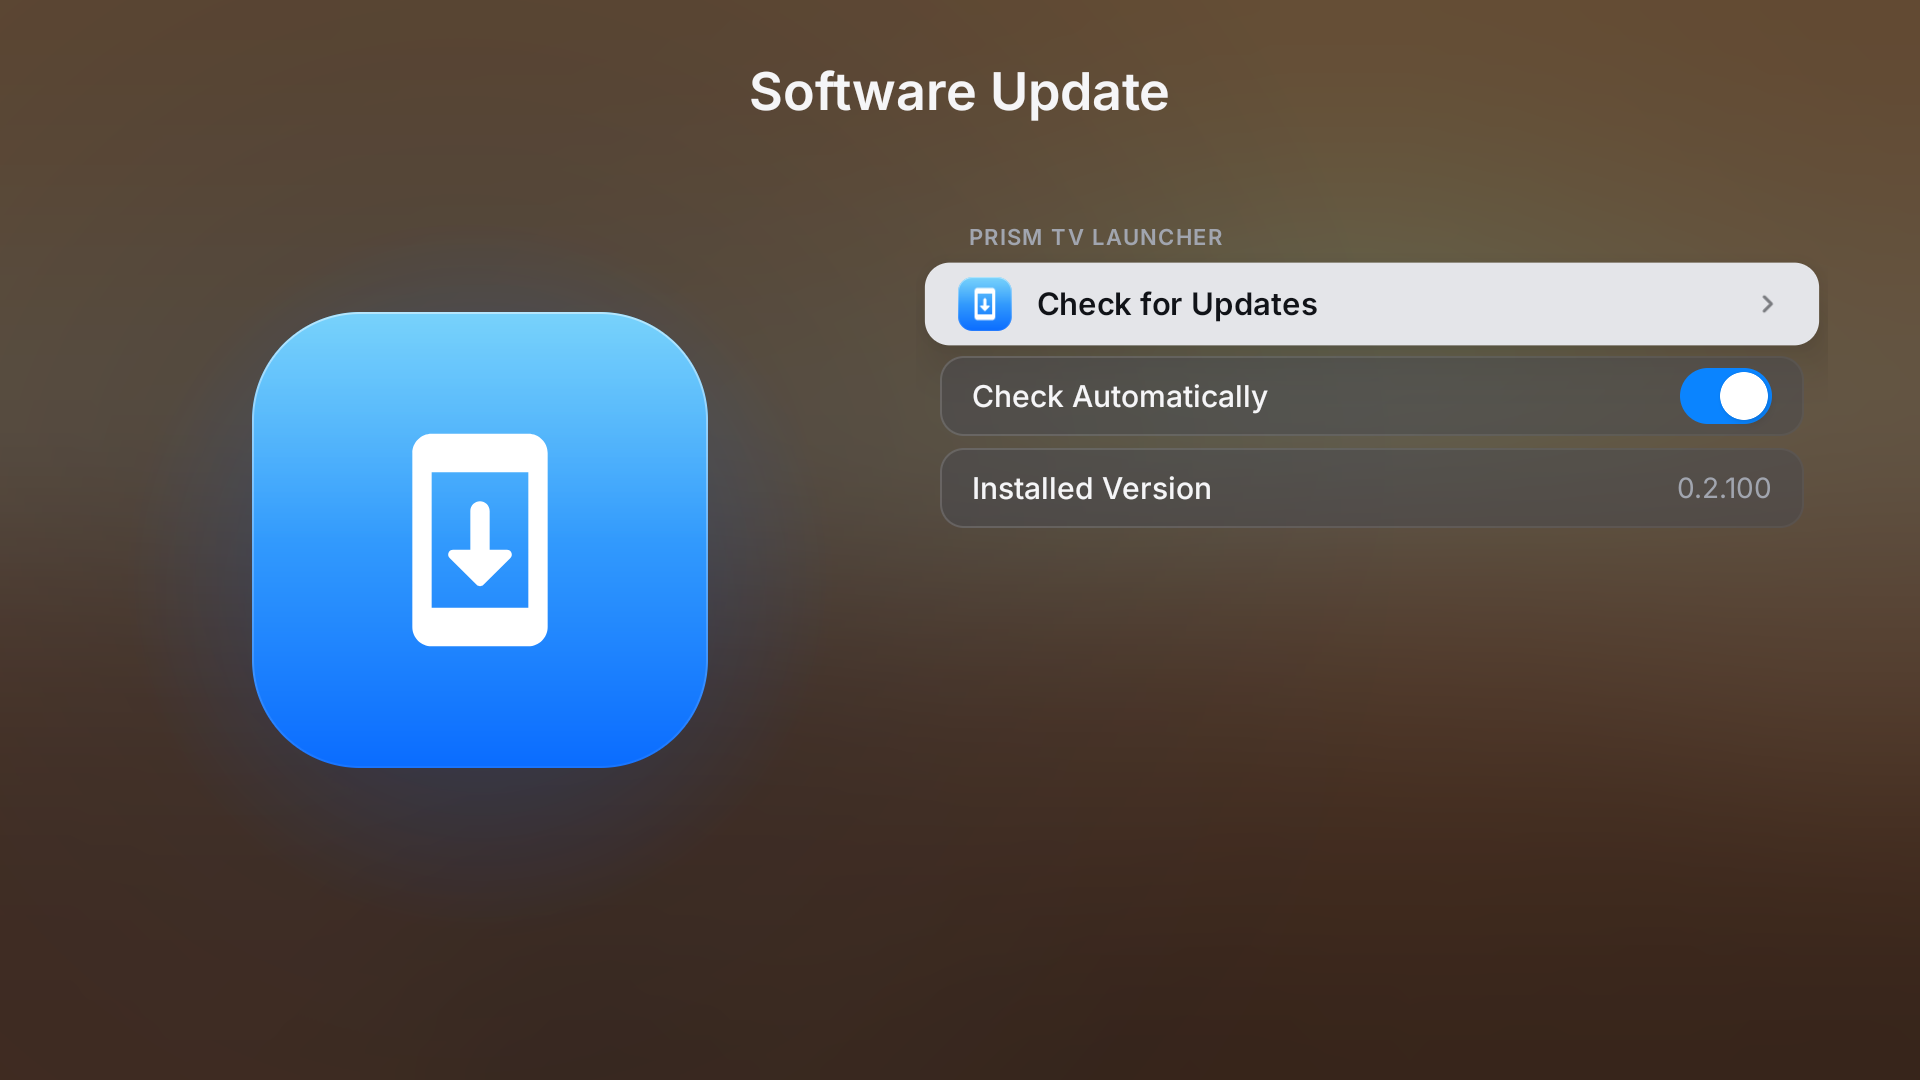 Software Update
PRISM TV LAUNCHER
Check for Updates
Check Automatically
Installed Version
0.2.100